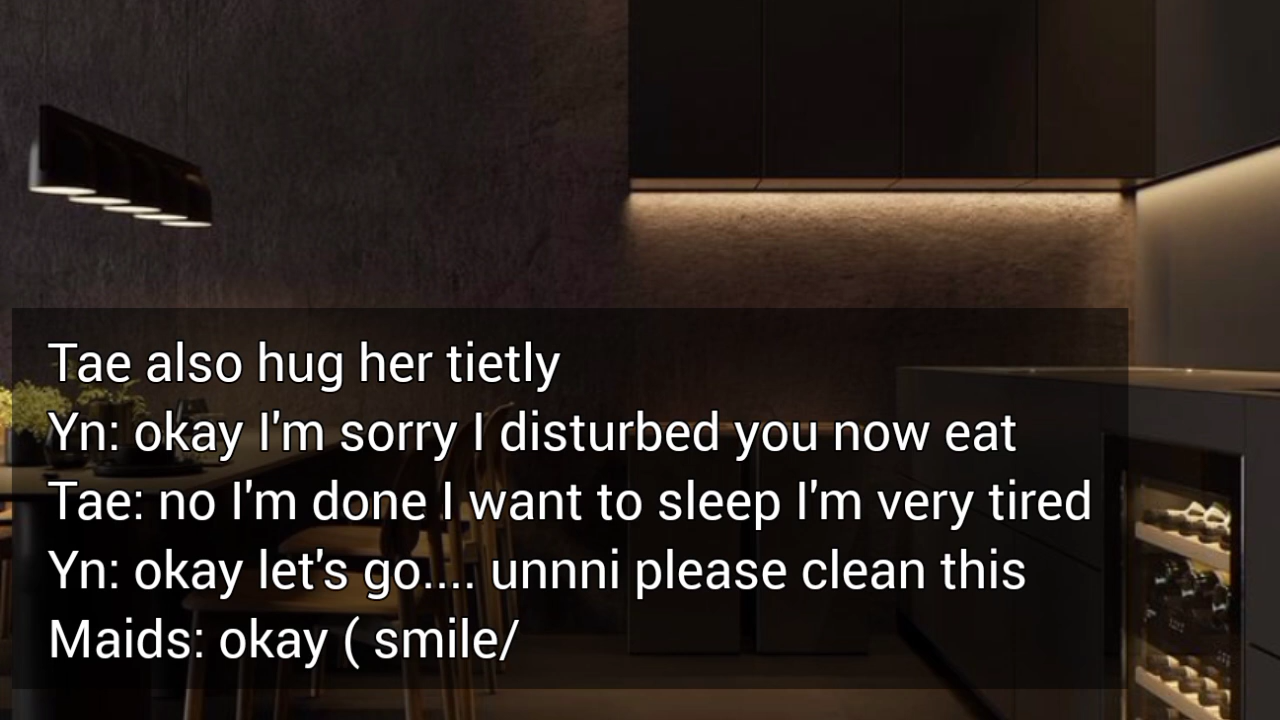 Tae also hug her tietly
Yn: okay I'm sorry I disturbed you now eat
Tae: no I'm done I want to sleep I'm very tired
Yn: okay let's go.... unnni please clean this
Maids: okay ( smile/